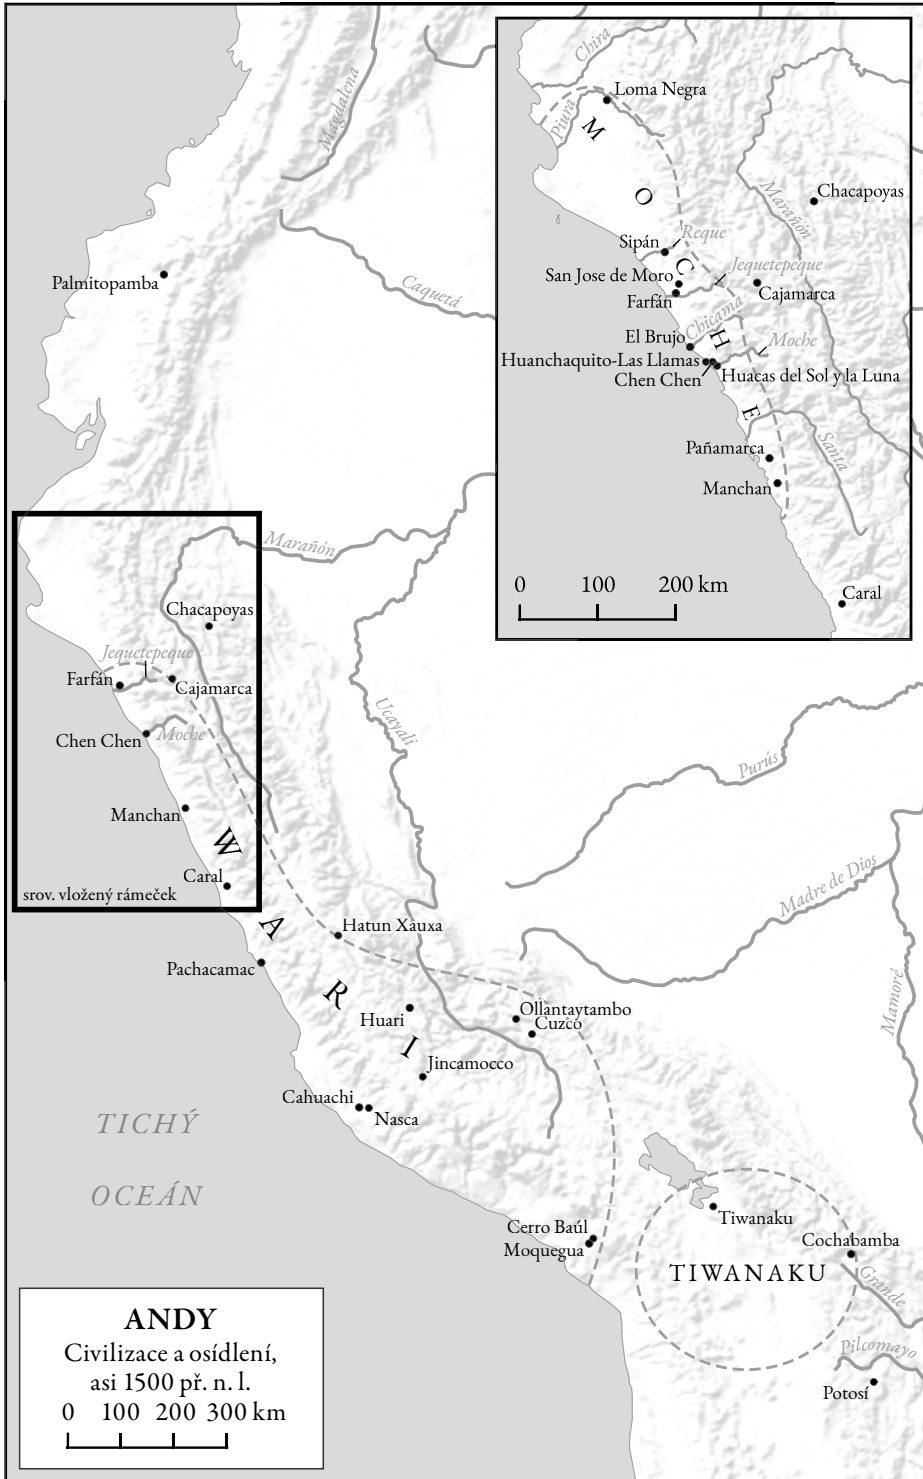 Chira
Piura
Loma Negra
M
O
C
H
E
Chacapoyas
Marañón
Sipán
Reque
San Jose de Moro
Jequetepeque
Farfán
Cajamarca
Chicama
El Brujo
Moche
Huanchaquito-Las Llamas
Chen Chen
Huacas del Sol y la Luna
Santa
Pañamarca
Manchan
Caral
0 100 200 km
Magdalena
Palmitopamba
Caquetá
Marañón
Chacapoyas
Jequetepeque
Farfán
Cajamarca
Chen Chen
Moche
Manchan
Caral
srov. vložený rámeček
Ucayali
Purús
Madre de Dios
Mamoré
W
A
R
I
Hatun Xauxa
Pachacamac
Huari
Ollantaytambo
Cuzco
Jincamocco
Cahuachi
Nasca
TICHÝ
OCEÁN
Cerro Baúl
Moquegua
Tiwanaku
Cochabamba
TIWANAKU
Grande
Pilcomayo
Potosí
ANDY
Civilizace a osídlení,
asi 1500 př. n. l.
0 100 200 300 km